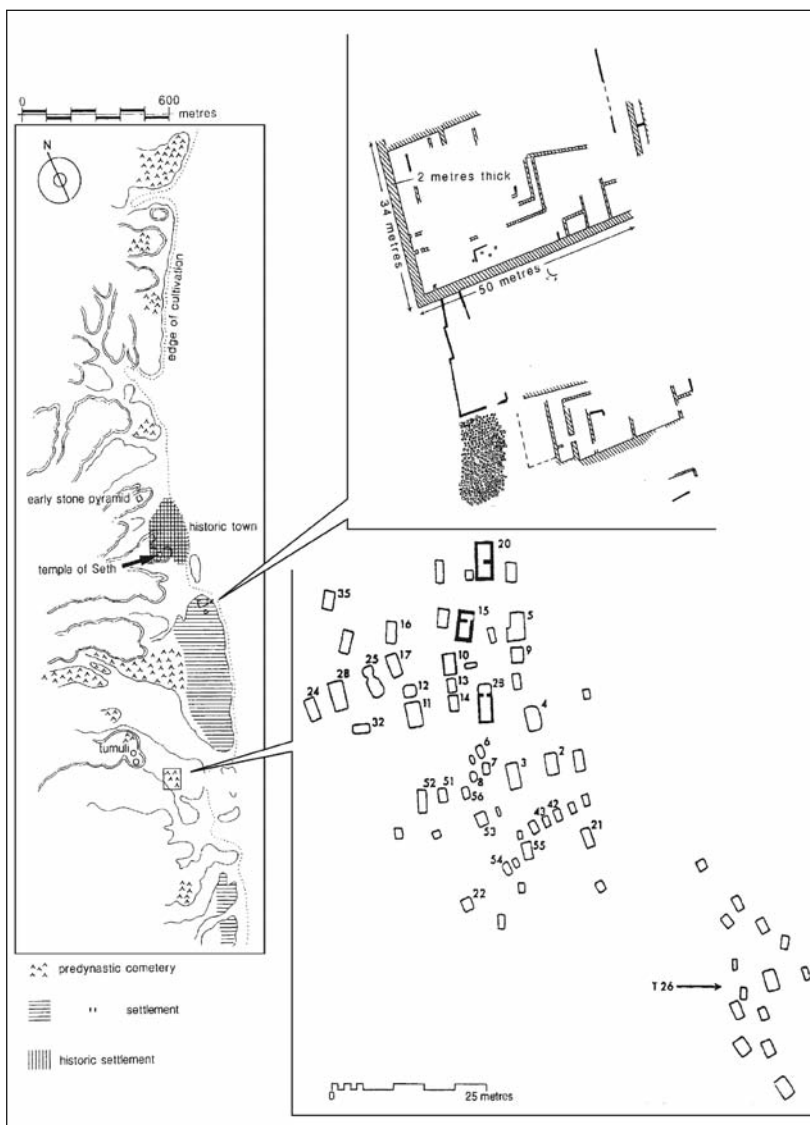 0 600
metres
N
edge of cultivation
early stone pyramid
historic town
temple of Seth
tumuli
predynastic cemetery
" settlement
historic settlement
2 metres thick
34 metres
50 metres
20
35
16
15
5
10
9
17
25
28
12
13
2B
24
11
14
4
32
6
2
7
3
8
52
51
56
53
43
42
21
55
54
22
T 26
0 25 metres